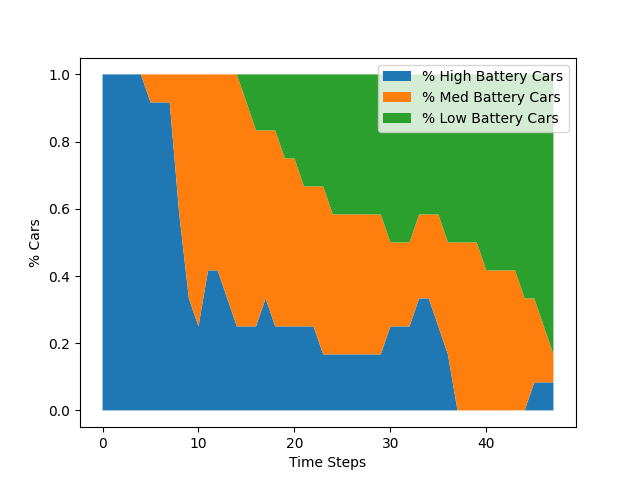 % High Battery Cars
% Med Battery Cars
% Low Battery Cars
1.0
0.8
0.6
0.4
0.2
0.0
% Cars
0 10 20 30 40
Time Steps